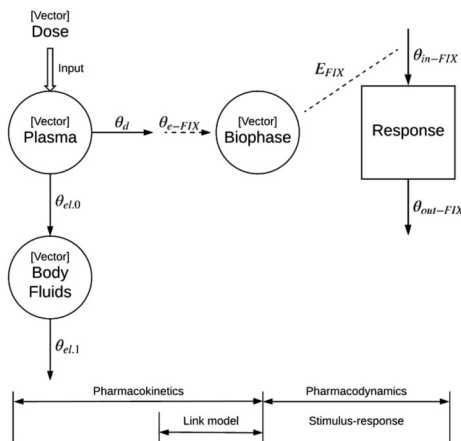 [Vector]
Dose
Input
[Vector]
Plasma
θd
θe−FIX
[Vector]
Biophase
EFIX
θin−FIX
Response
θout−FIX
θel.0
[Vector]
Body
Fluids
θel.1
Pharmacokinetics
Pharmacodynamics
Link model
Stimulus-response